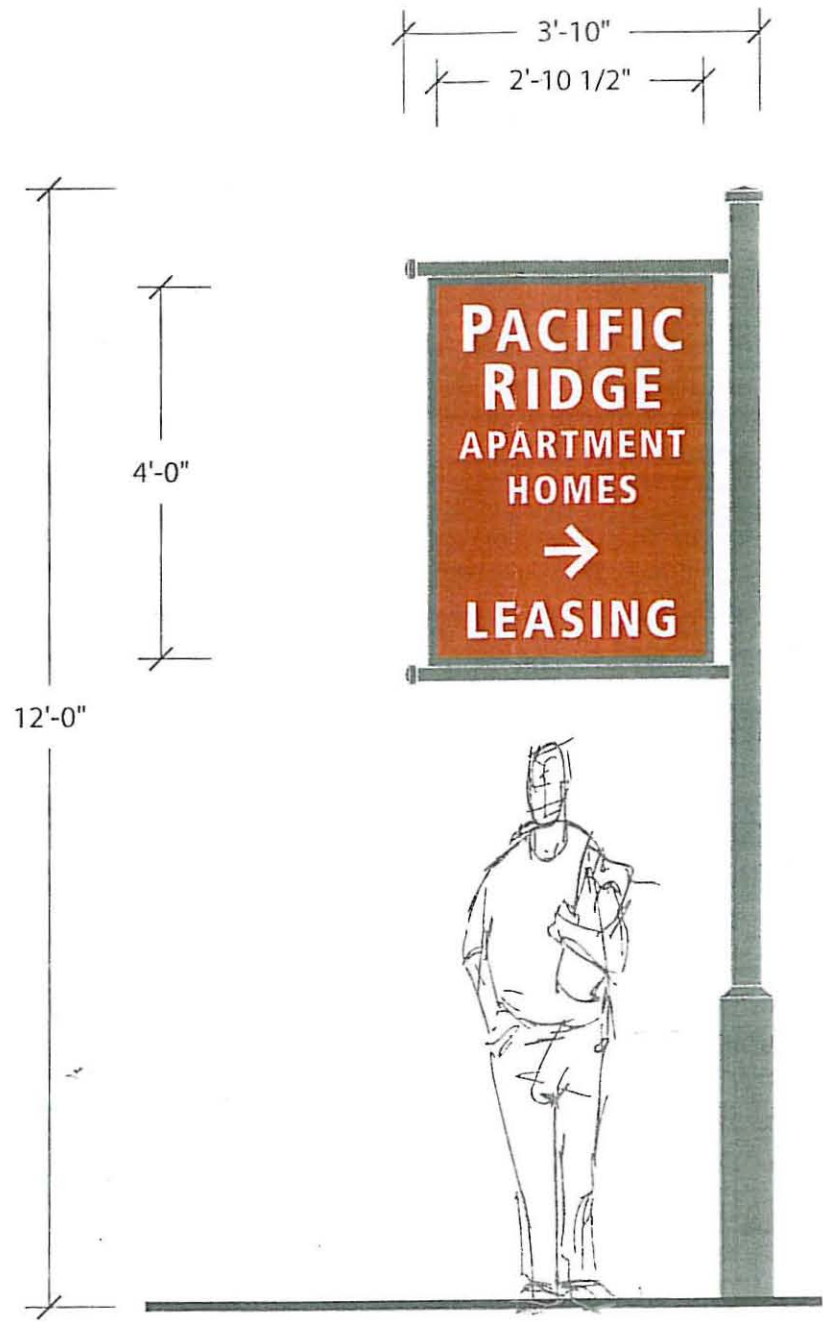 3'-10"
2'-10 1/2"
4'-0"
12'-0"
PACIFIC
RIDGE
APARTMENT
HOMES
→
LEASING